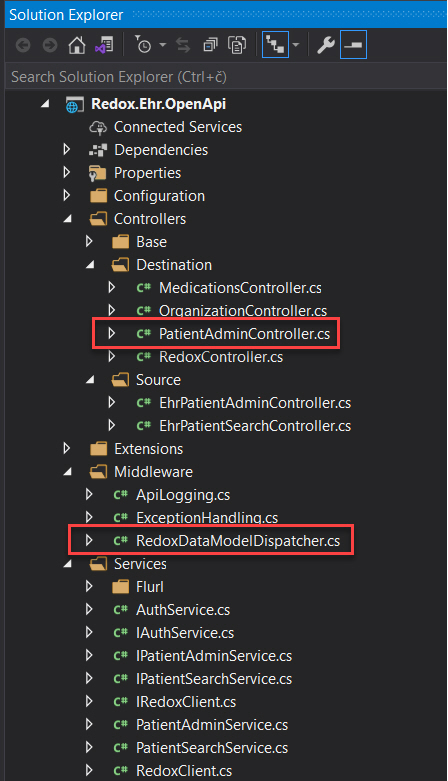 Solution Explorer
Search Solution Explorer (Ctrl+č)
Redox.Ehr.OpenApi
Connected Services
Dependencies
Properties
Configuration
Controllers
Base
Destination
C# MedicationsController.cs
C# OrganizationController.cs
C# PatientAdminController.cs
C# RedoxController.cs
Source
C# EhrPatientAdminController.cs
C# EhrPatientSearchController.cs
Extensions
Middleware
C# ApiLogging.cs
C# ExceptionHandling.cs
C# RedoxDataModelDispatcher.cs
Services
Flurl
C# AuthService.cs
C# IAuthService.cs
C# IPatientAdminService.cs
C# IPatientSearchService.cs
C# IRedoxClient.cs
C# PatientAdminService.cs
C# PatientSearchService.cs
C# RedoxClient.cs